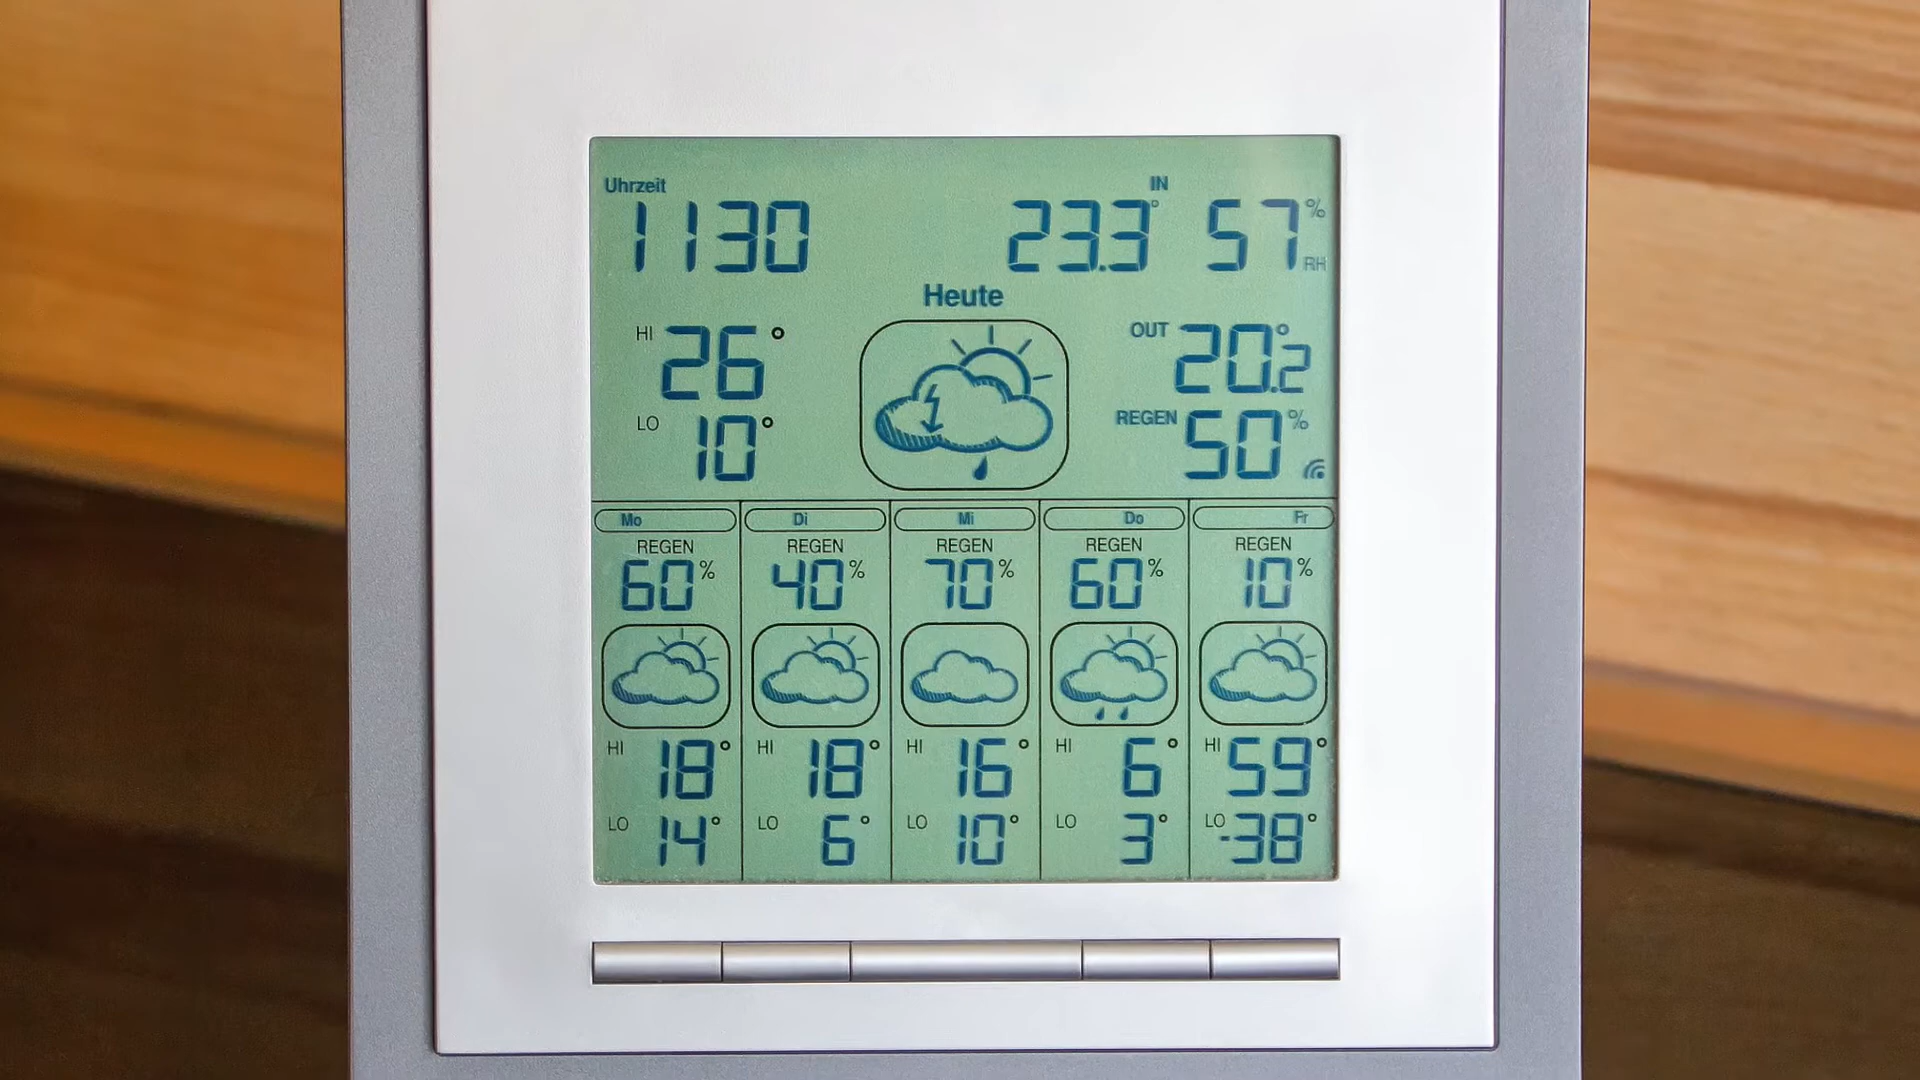 Uhrzeit IN
1130 23.3° 57% RH
Heute
HI 26° OUT 20.2°
LO 10° REGEN 50%
Mo Di Mi Do Fr
REGEN REGEN REGEN REGEN REGEN
60% 40% 70% 60% 10%
HI 18° HI 18° HI 16° HI 6° HI 59°
LO 14° LO 6° LO 10° LO 3° LO -38°